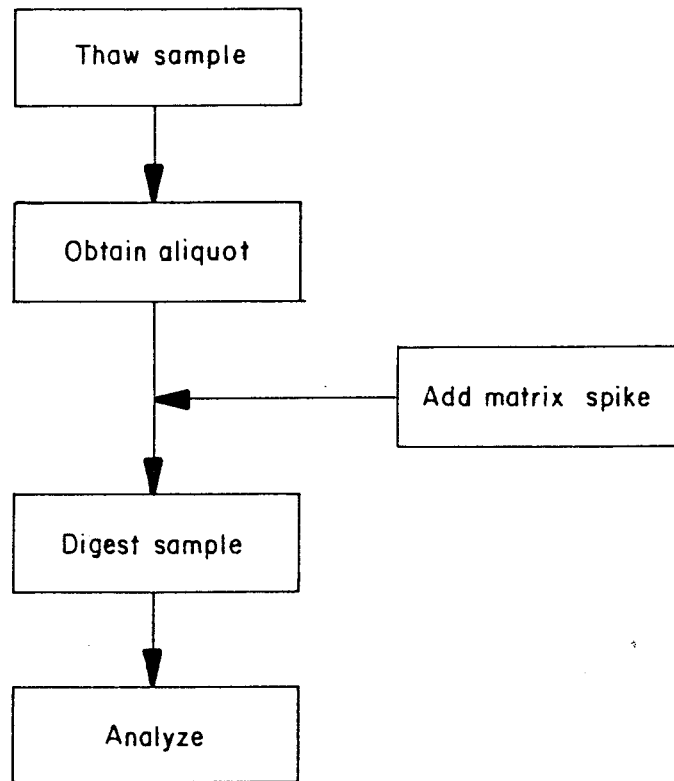 Thaw sample
Obtain aliquot
Add matrix spike
Digest sample
Analyze